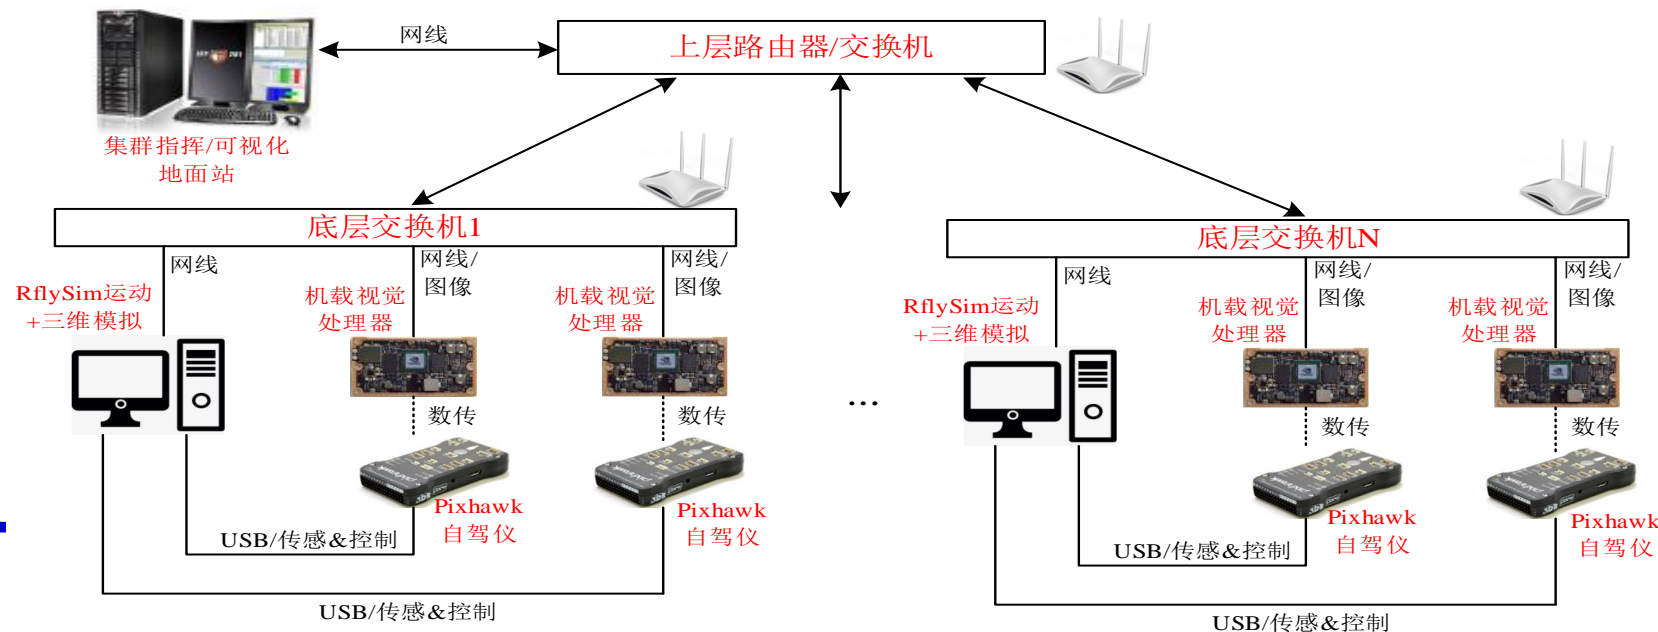 网线
上层路由器/交换机
集群指挥/可视化
地面站
底层交换机1
网线
网线/
图像
网线/
图像
RflySim运动
+三维模拟
机载视觉
处理器
机载视觉
处理器
数传
数传
Pixhawk
自驾仪
Pixhawk
自驾仪
USB/传感&控制
USB/传感&控制
...
底层交换机N
网线
网线/
图像
网线/
图像
RflySim运动
+三维模拟
机载视觉
处理器
机载视觉
处理器
数传
数传
Pixhawk
自驾仪
Pixhawk
自驾仪
USB/传感&控制
USB/传感&控制